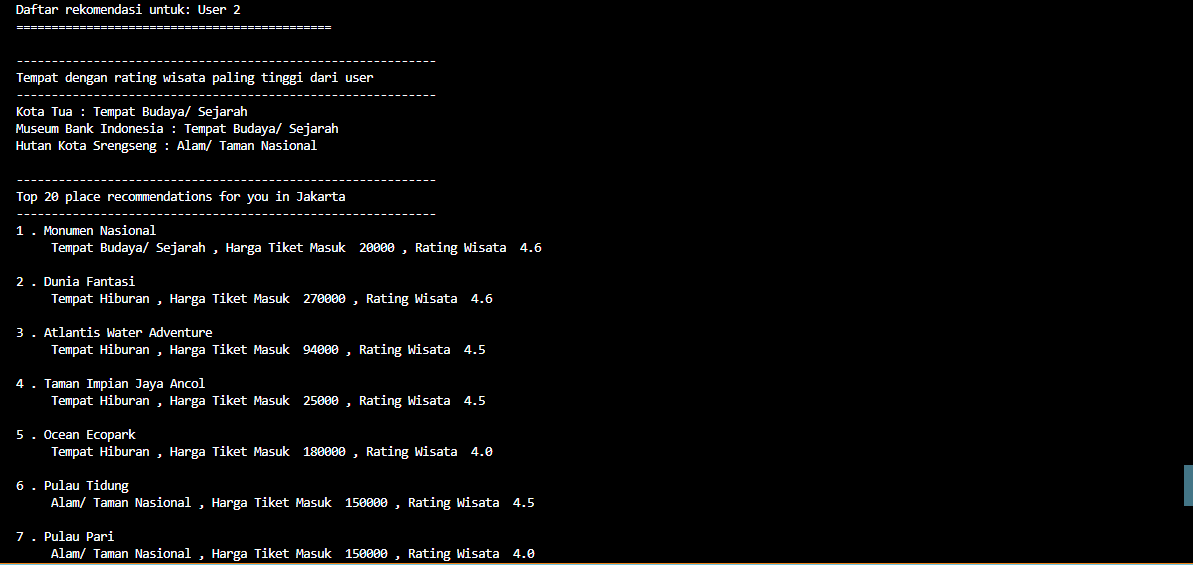 Daftar rekomendasi untuk: User 2
=============================================
------------------------------------------------------------
Tempat dengan rating wisata paling tinggi dari user
------------------------------------------------------------
Kota Tua : Tempat Budaya/ Sejarah
Museum Bank Indonesia : Tempat Budaya/ Sejarah
Hutan Kota Srengseng : Alam/ Taman Nasional
------------------------------------------------------------
Top 20 place recommendations for you in Jakarta
------------------------------------------------------------
1 . Monumen Nasional
Tempat Budaya/ Sejarah , Harga Tiket Masuk  20000 , Rating Wisata  4.6
2 . Dunia Fantasi
Tempat Hiburan , Harga Tiket Masuk  270000 , Rating Wisata  4.6
3 . Atlantis Water Adventure
Tempat Hiburan , Harga Tiket Masuk  94000 , Rating Wisata  4.5
4 . Taman Impian Jaya Ancol
Tempat Hiburan , Harga Tiket Masuk  25000 , Rating Wisata  4.5
5 . Ocean Ecopark
Tempat Hiburan , Harga Tiket Masuk  180000 , Rating Wisata  4.0
6 . Pulau Tidung
Alam/ Taman Nasional , Harga Tiket Masuk  150000 , Rating Wisata  4.5
7 . Pulau Pari
Alam/ Taman Nasional , Harga Tiket Masuk  150000 , Rating Wisata  4.0